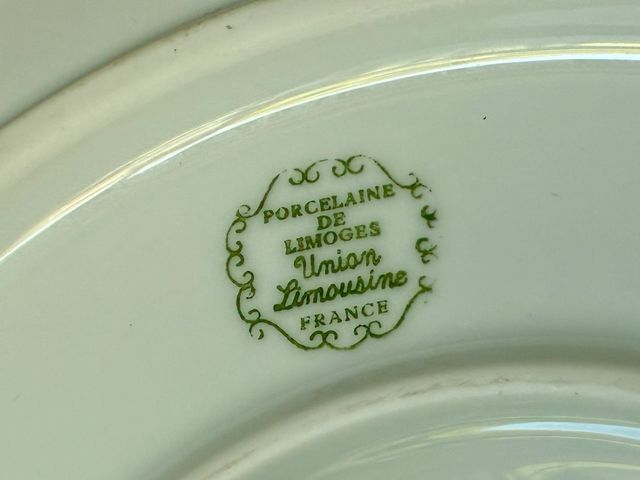 PORCELAINE
DE
LIMOGES
Union
Limousine
FRANCE